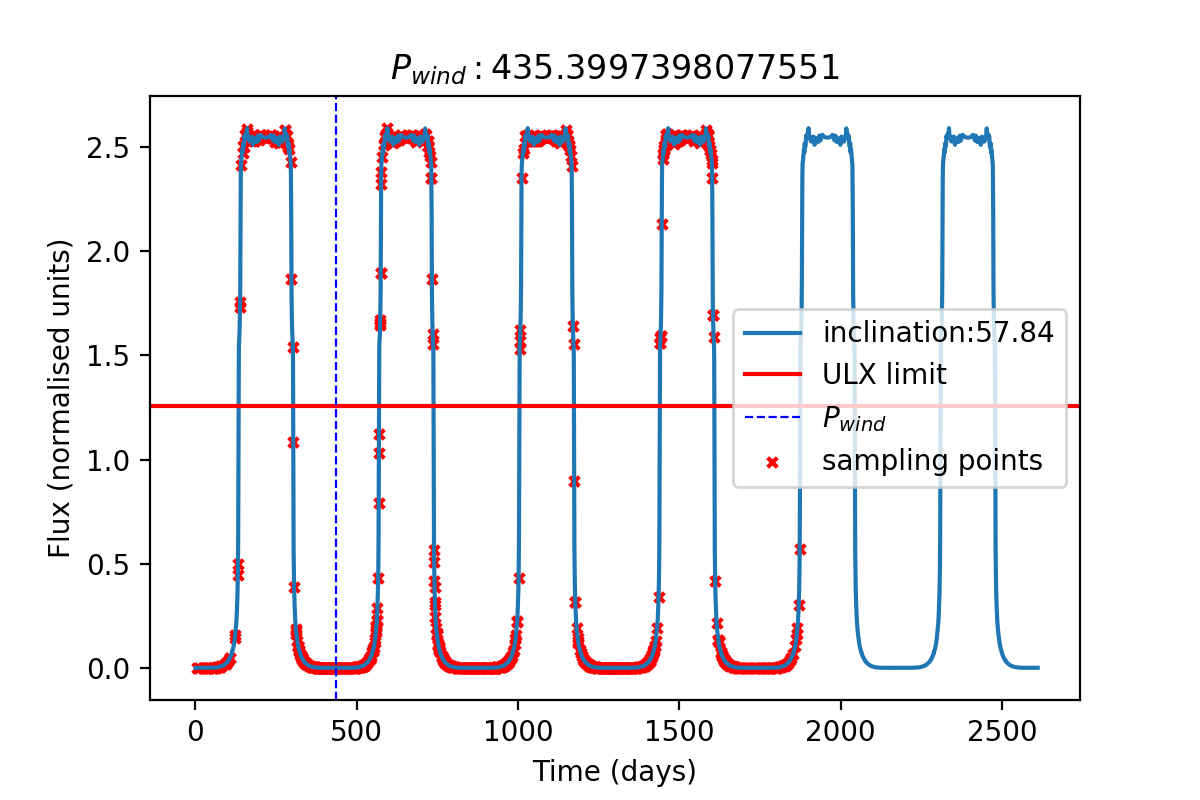 P_wind : 435.3997398077551
Flux (normalised units)
2.5
2.0
1.5
1.0
0.5
0.0
inclination:57.84
ULX limit
P_wind
sampling points
0 500 1000 1500 2000 2500
Time (days)